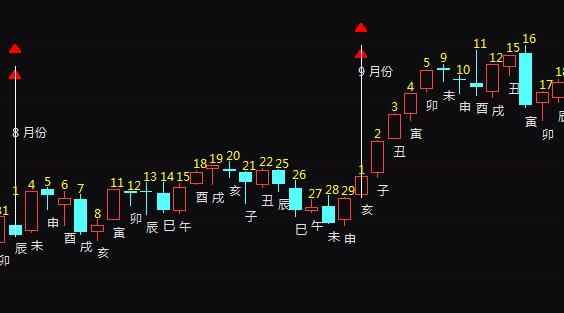 8 月份
9 月份
31
1
4
5
6
7
8
11
12
13
14
15
18
19
20
21
22
25
26
27
28
29
1
2
3
4
5
9
10
11
12
15
16
17
18
卯
辰
未
申
酉
戌
亥
寅
卯
辰
巳
午
酉
戌
亥
子
丑
辰
巳
午
未
申
亥
子
丑
寅
卯
未
申
酉
戌
丑
寅
卯
辰